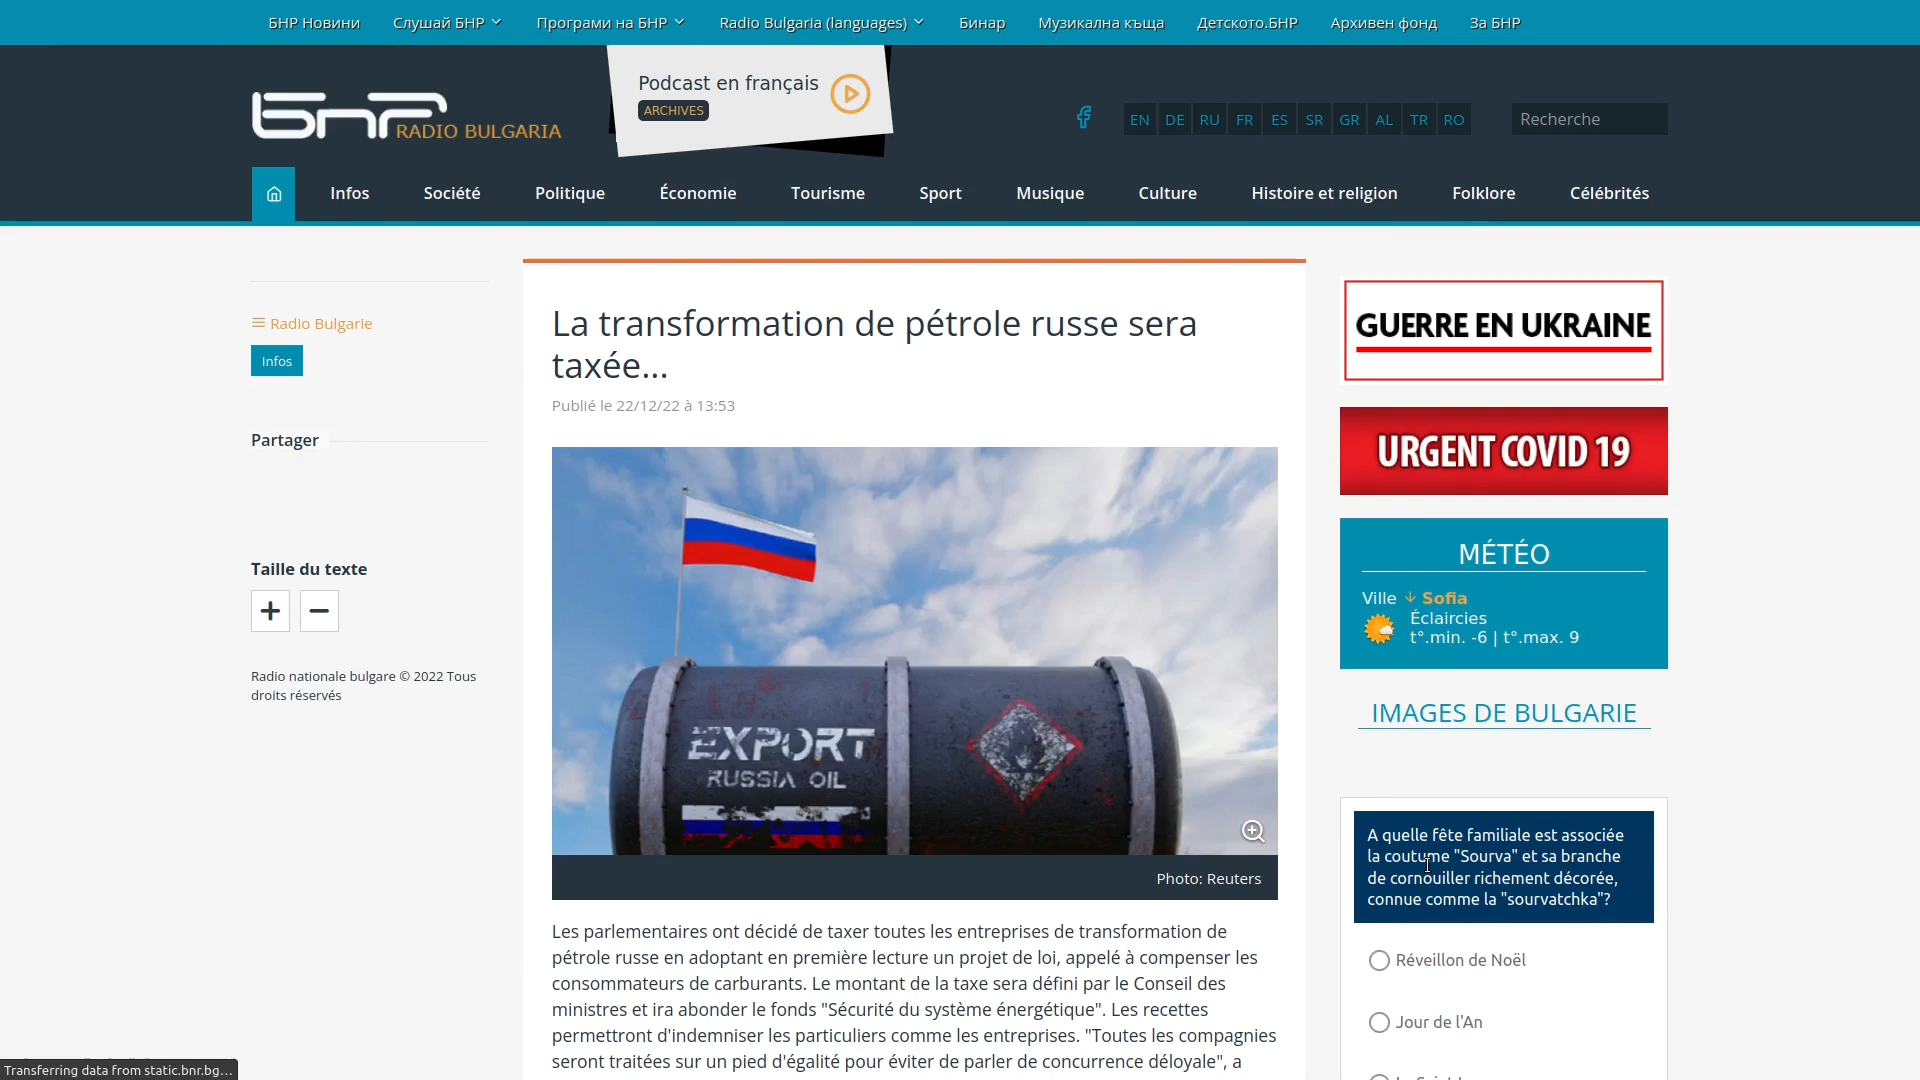 БНР Новини
Слушай БНР
Програми на БНР
Radio Bulgaria (languages)
Бинар
Музикална къща
Детското.БНР
Архивен фонд
За БНР
Podcast en français
ARCHIVES
RADIO BULGARIA
EN DE RU FR ES SR GR AL TR RO
Recherche
Infos
Société
Politique
Économie
Tourisme
Sport
Musique
Culture
Histoire et religion
Folklore
Célébrités
Radio Bulgarie
Infos
Partager
Taille du texte
Radio nationale bulgare © 2022 Tous
droits réservés
La transformation de pétrole russe sera
taxée...
Publié le 22/12/22 à 13:53
EXPORT
RUSSIA OIL
Photo: Reuters
Les parlementaires ont décidé de taxer toutes les entreprises de transformation de
pétrole russe en adoptant en première lecture un projet de loi, appelé à compenser les
consommateurs de carburants. Le montant de la taxe sera défini par le Conseil des
ministres et ira abonder le fonds "Sécurité du système énergétique". Les recettes
permettront d'indemniser les particuliers comme les entreprises. "Toutes les compagnies
seront traitées sur un pied d'égalité pour éviter de parler de concurrence déloyale", a
GUERRE EN UKRAINE
URGENT COVID 19
MÉTÉO
Ville Sofia
Éclaircies
t°.min. -6 | t°.max. 9
IMAGES DE BULGARIE
A quelle fête familiale est associée
la coutume "Sourva" et sa branche
de cornouiller richement décorée,
connue comme la "sourvatchka"?
Réveillon de Noël
Jour de l'An
Transferring data from static.bnr.bg...